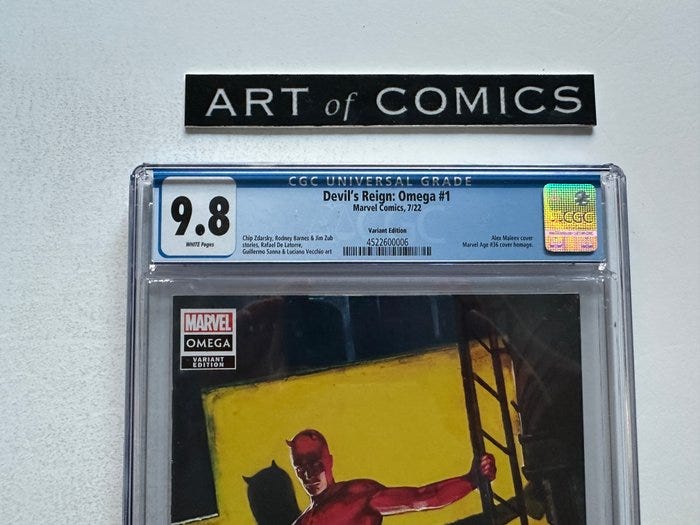 ART of COMICS
CGC UNIVERSAL GRADE
9.8
WHITE Pages
Devil's Reign: Omega #1
Marvel Comics, 7/22
Variant Edition
4522600006
Chip Zdarsky, Rodney Barnes & Jim Zub
stories, Rafael De Latorre,
Guillermo Sanna & Luciano Vecchio art
Alex Maleev cover
Marvel Age #36 cover homage.
CGC
MARVEL
OMEGA
VARIANT
EDITION